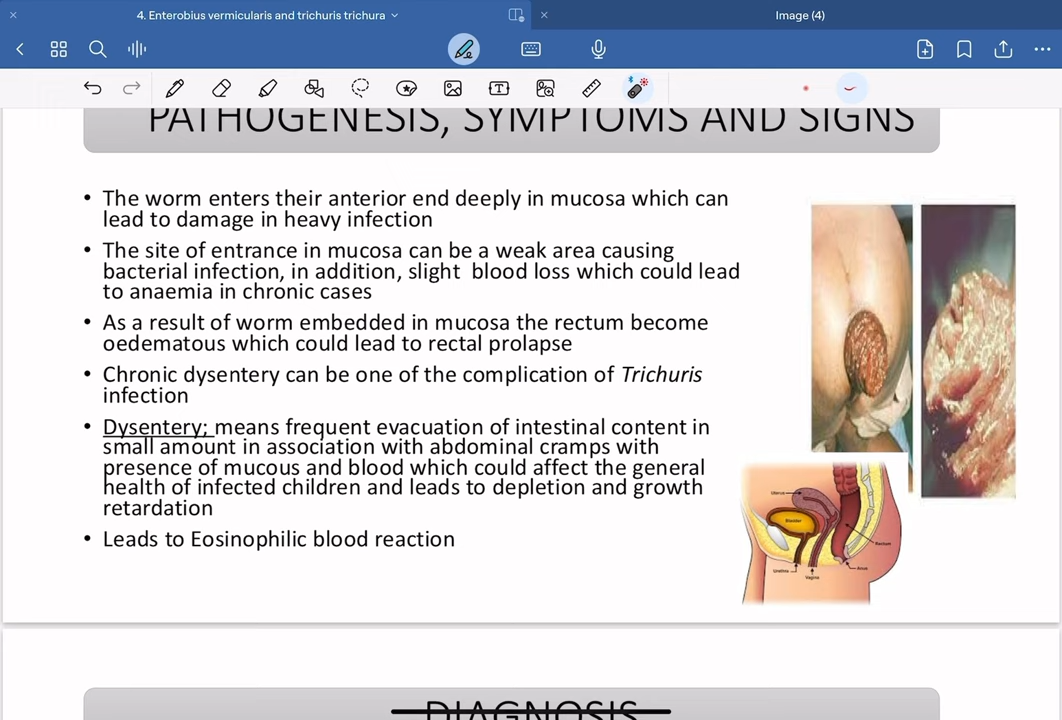 4. Enterobius vermicularis and trichuris trichura
Image (4)
PATHOGENESIS, SYMPTOMS AND SIGNS
• The worm enters their anterior end deeply in mucosa which can
lead to damage in heavy infection
• The site of entrance in mucosa can be a weak area causing
bacterial infection, in addition, slight blood loss which could lead
to anaemia in chronic cases
• As a result of worm embedded in mucosa the rectum become
oedematous which could lead to rectal prolapse
• Chronic dysentery can be one of the complication of Trichuris
infection
• Dysentery; means frequent evacuation of intestinal content in
small amount in association with abdominal cramps with
presence of mucous and blood which could affect the general
health of infected children and leads to depletion and growth
retardation
• Leads to Eosinophilic blood reaction
Uterus
Bladder
Rectum
Urethra
Vagina
Anus
DIAGNOSIS